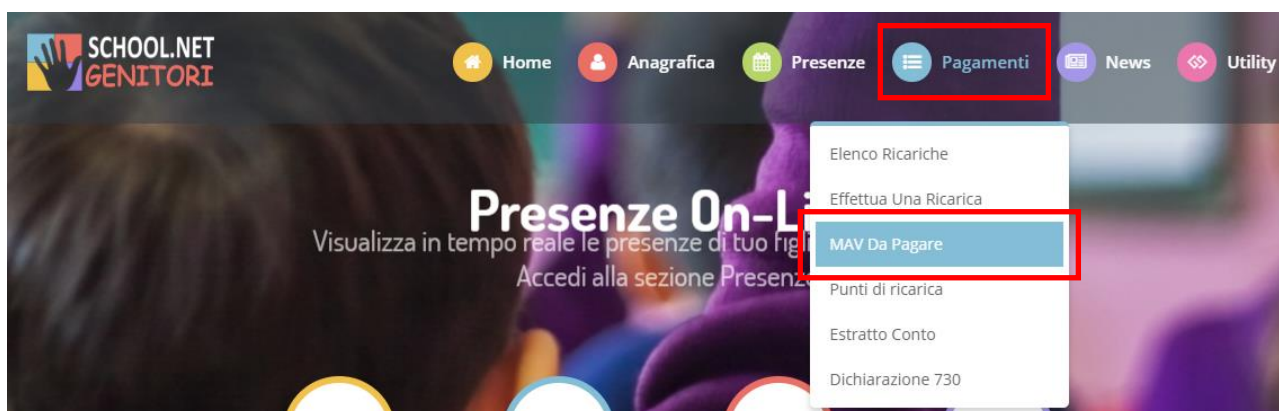 SCHOOL.NET
GENITORI
Home
Anagrafica
Presenze
Pagamenti
News
Utility
Elenco Ricariche
Effettua Una Ricarica
MAV Da Pagare
Punti di ricarica
Estratto Conto
Dichiarazione 730
Presenze On-Li
Visualizza in tempo reale le presenze di tuo figl
Accedi alla sezione Presenz